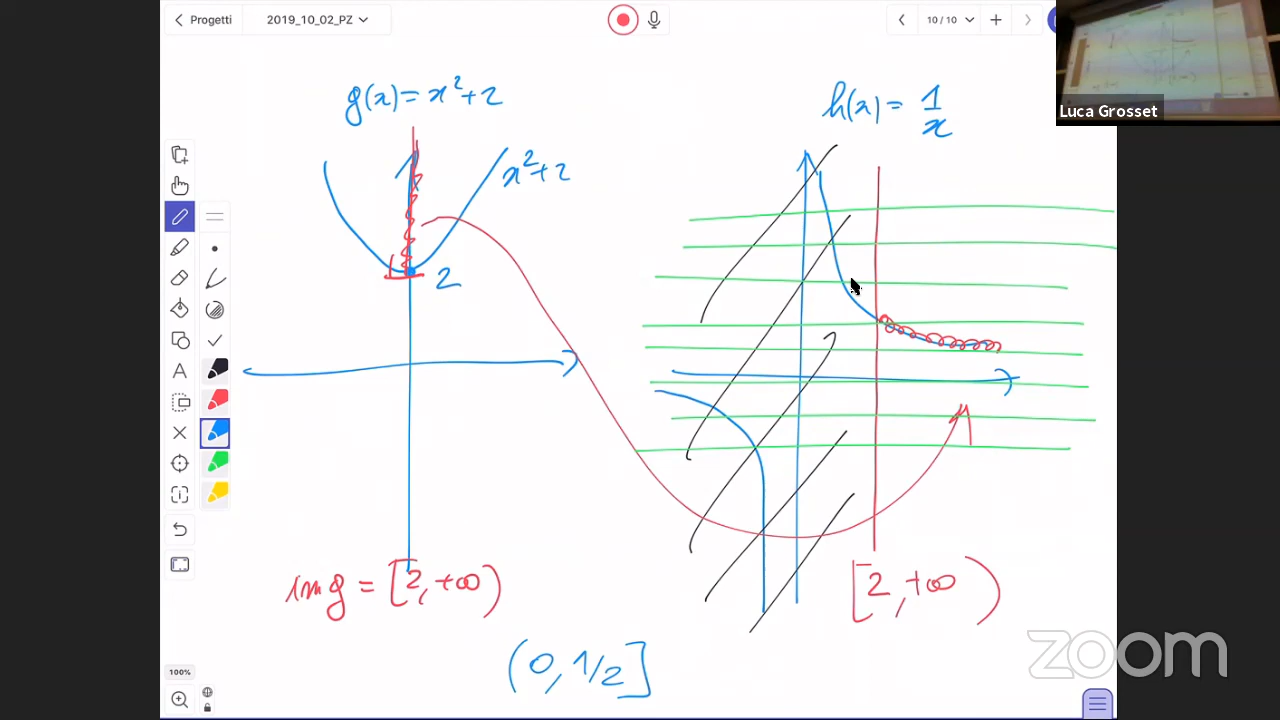 Progetti
2019_10_02_PZ
10 / 10
Luca Grosset
g(x) = x²+2
h(x) = 1/x
x²+2
2
im g = [2, +∞)
[2, +∞)
(0, 1/2]
100%
zoom